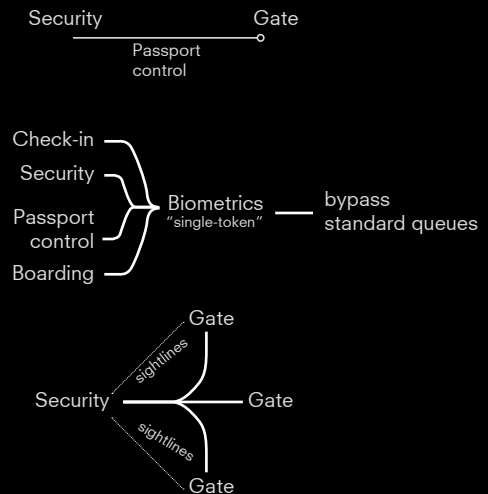 Security
Gate
Passport
control
Check-in
Security
Passport
control
Boarding
Biometrics
“single-token”
bypass
standard queues
Gate
sightlines
Security
Gate
sightlines
Gate